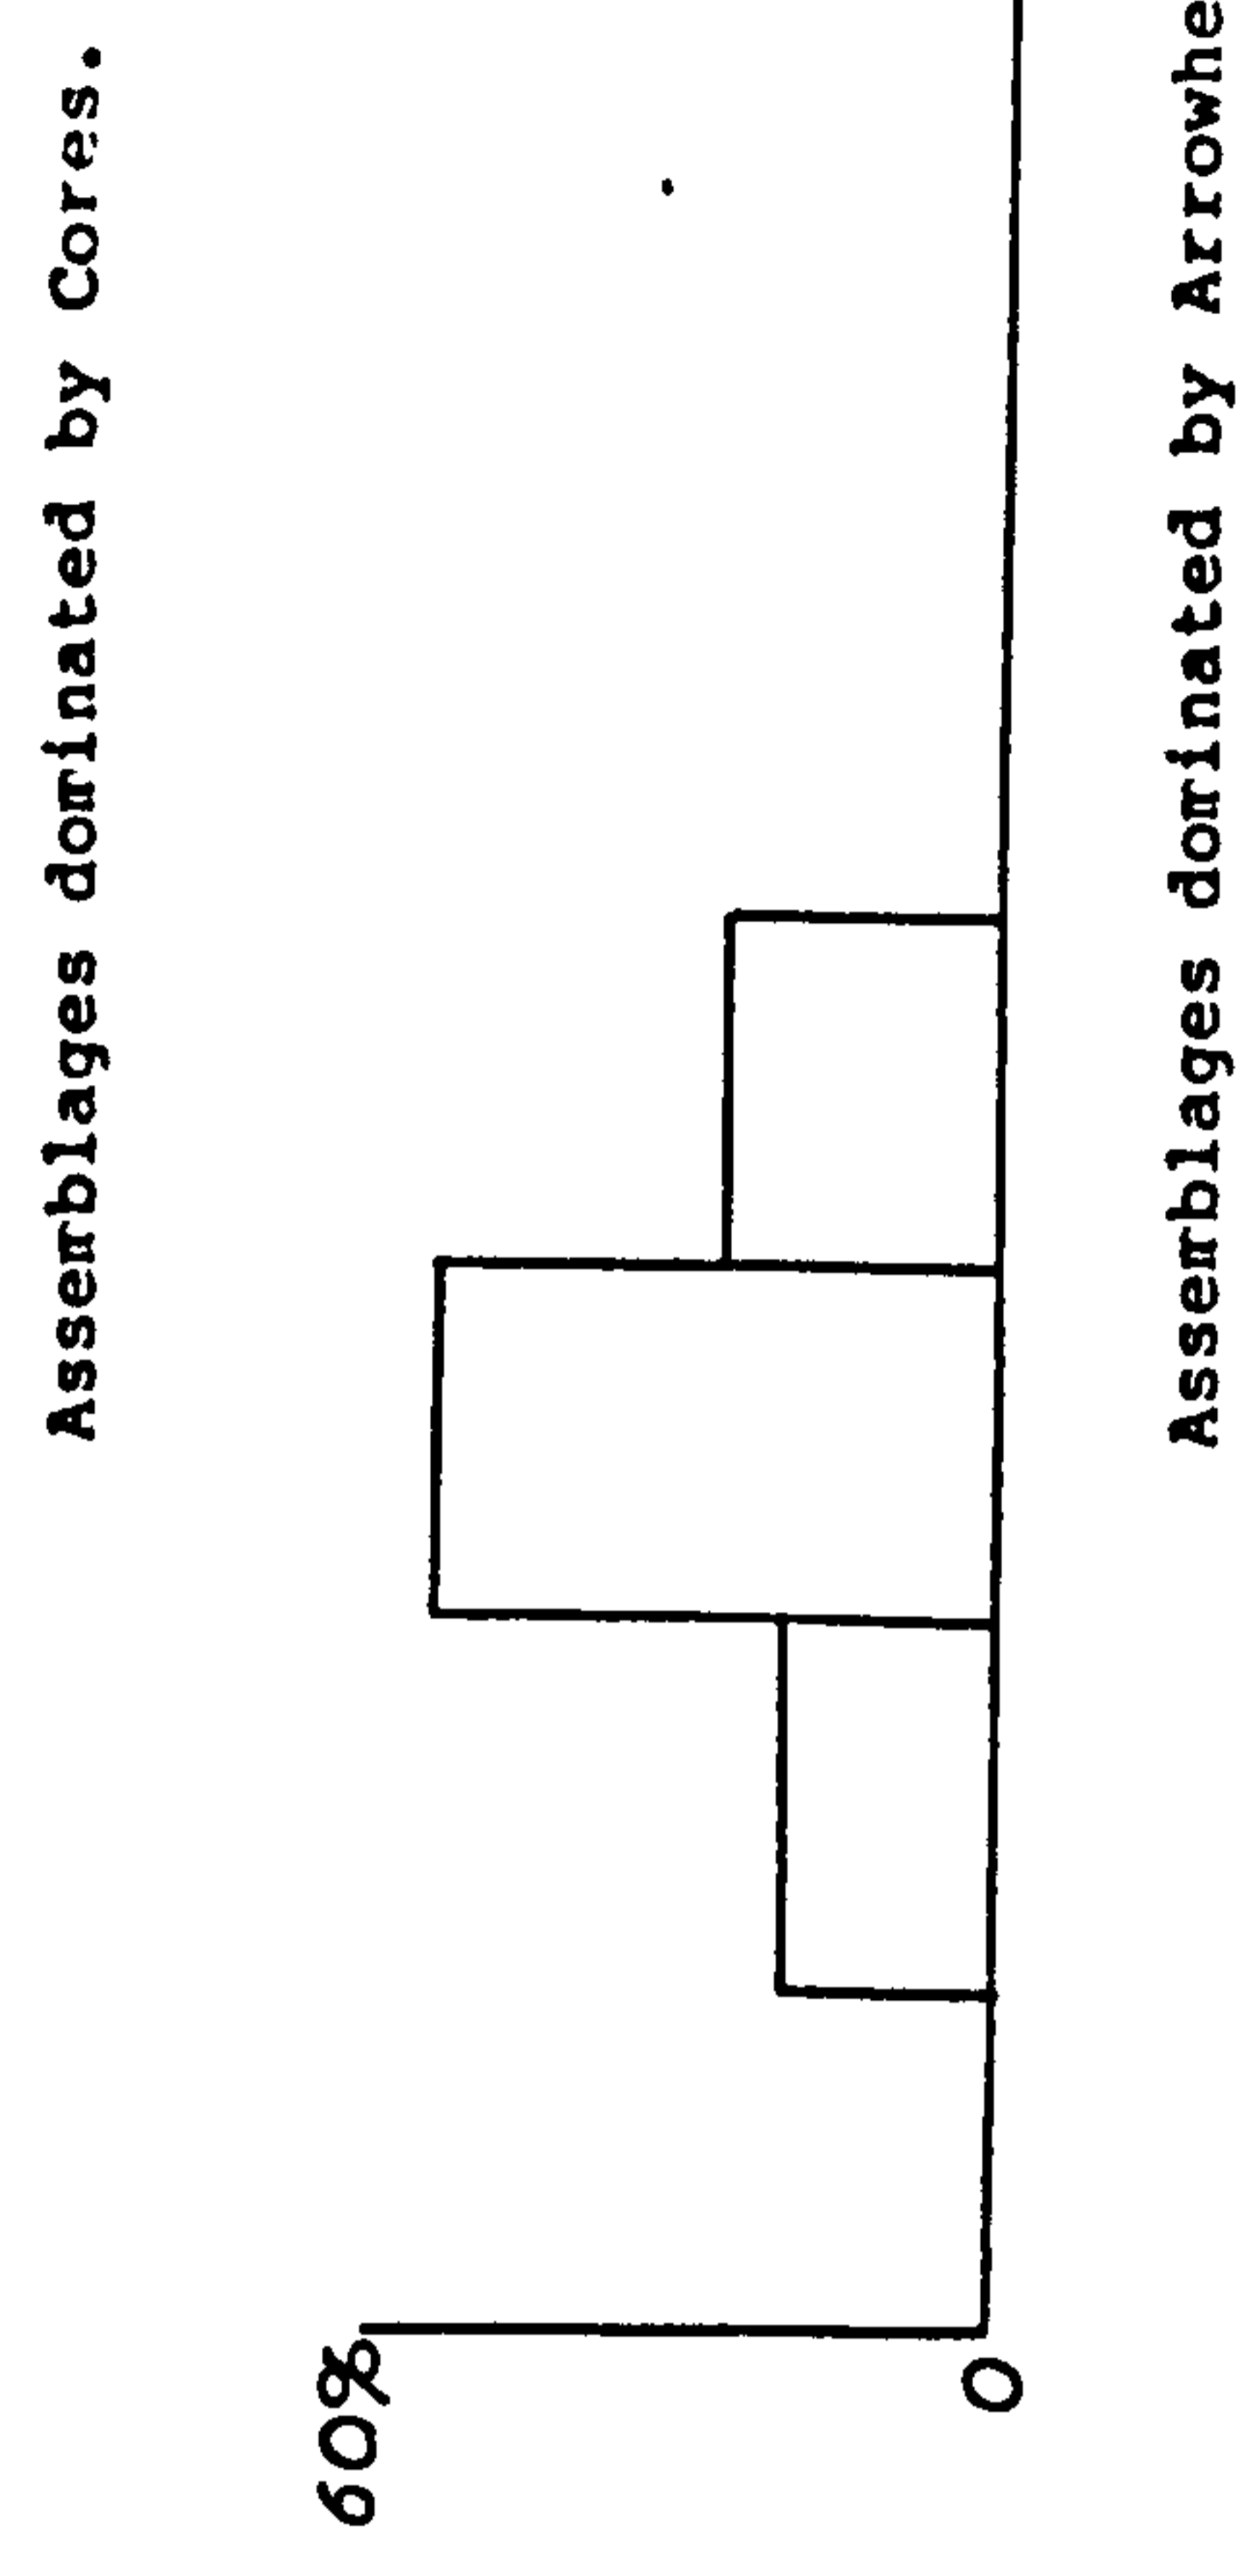 Assemblages dominated by Cores.
60%
0
Assemblages dominated by Arrowhe